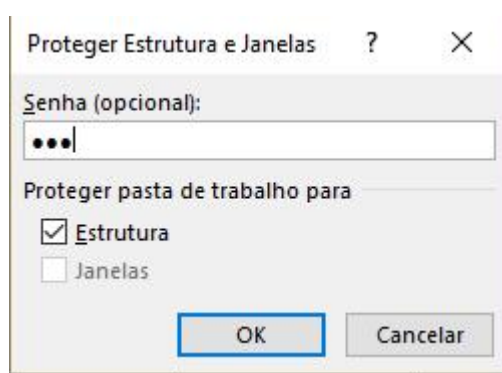 Proteger Estrutura e Janelas ? ×
Senha (opcional):
•••
Proteger pasta de trabalho para
Estrutura
Janelas
OK Cancelar